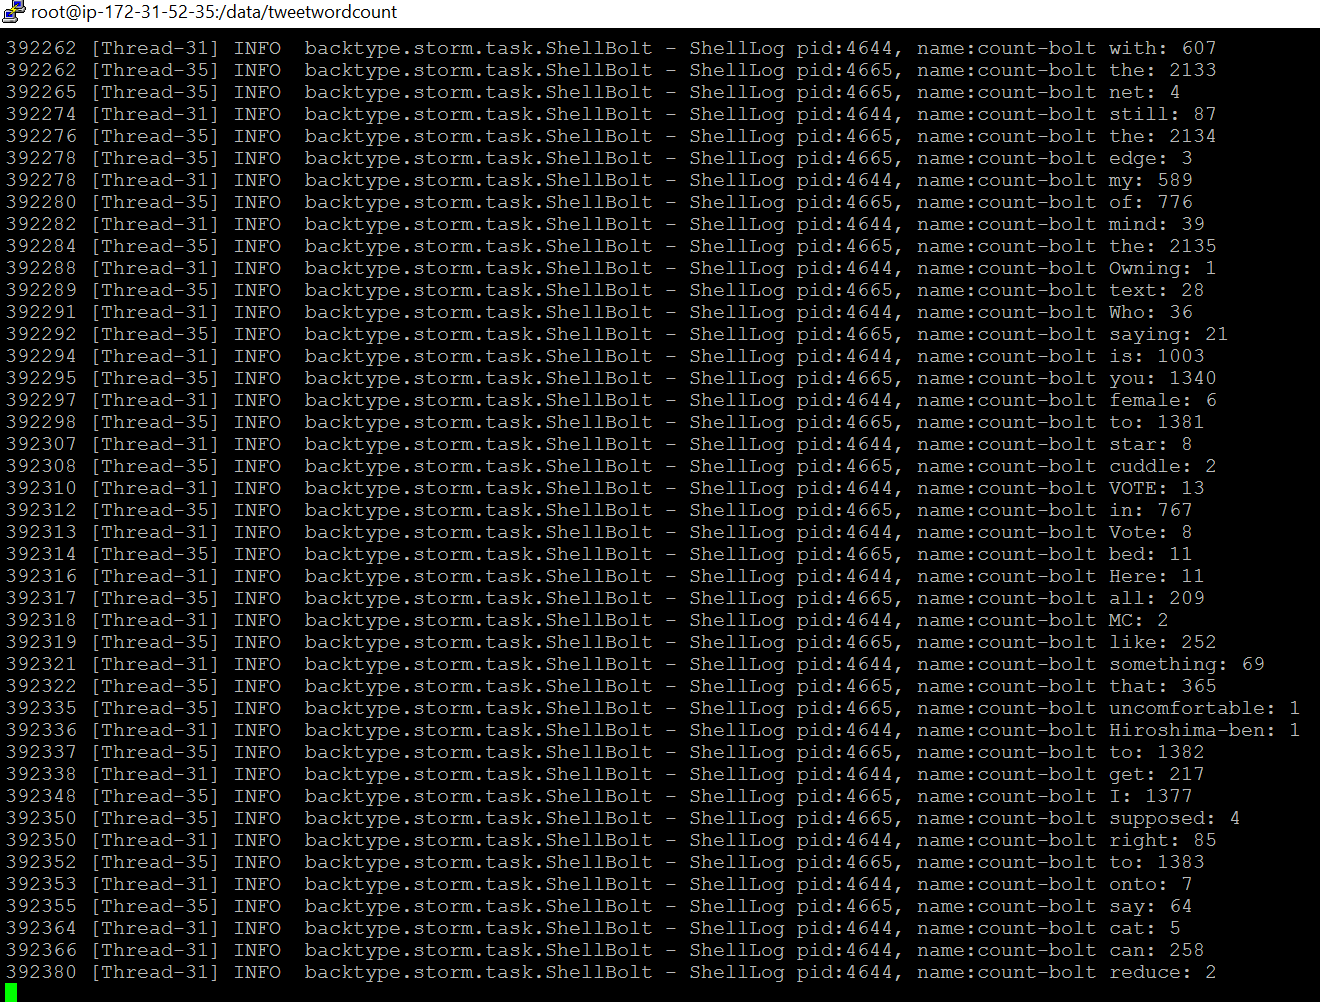 root@ip-172-31-52-35:/data/tweetwordcount
392262 [Thread-31] INFO  backtype.storm.task.ShellBolt - ShellLog pid:4644, name:count-bolt with: 607
392262 [Thread-35] INFO  backtype.storm.task.ShellBolt - ShellLog pid:4665, name:count-bolt the: 2133
392265 [Thread-35] INFO  backtype.storm.task.ShellBolt - ShellLog pid:4665, name:count-bolt net: 4
392274 [Thread-31] INFO  backtype.storm.task.ShellBolt - ShellLog pid:4644, name:count-bolt still: 87
392276 [Thread-35] INFO  backtype.storm.task.ShellBolt - ShellLog pid:4665, name:count-bolt the: 2134
392278 [Thread-35] INFO  backtype.storm.task.ShellBolt - ShellLog pid:4665, name:count-bolt edge: 3
392278 [Thread-31] INFO  backtype.storm.task.ShellBolt - ShellLog pid:4644, name:count-bolt my: 589
392280 [Thread-35] INFO  backtype.storm.task.ShellBolt - ShellLog pid:4665, name:count-bolt of: 776
392282 [Thread-31] INFO  backtype.storm.task.ShellBolt - ShellLog pid:4644, name:count-bolt mind: 39
392284 [Thread-35] INFO  backtype.storm.task.ShellBolt - ShellLog pid:4665, name:count-bolt the: 2135
392288 [Thread-31] INFO  backtype.storm.task.ShellBolt - ShellLog pid:4644, name:count-bolt Owning: 1
392289 [Thread-35] INFO  backtype.storm.task.ShellBolt - ShellLog pid:4665, name:count-bolt text: 28
392291 [Thread-31] INFO  backtype.storm.task.ShellBolt - ShellLog pid:4644, name:count-bolt Who: 36
392292 [Thread-35] INFO  backtype.storm.task.ShellBolt - ShellLog pid:4665, name:count-bolt saying: 21
392294 [Thread-31] INFO  backtype.storm.task.ShellBolt - ShellLog pid:4644, name:count-bolt is: 1003
392295 [Thread-35] INFO  backtype.storm.task.ShellBolt - ShellLog pid:4665, name:count-bolt you: 1340
392297 [Thread-31] INFO  backtype.storm.task.ShellBolt - ShellLog pid:4644, name:count-bolt female: 6
392298 [Thread-35] INFO  backtype.storm.task.ShellBolt - ShellLog pid:4665, name:count-bolt to: 1381
392307 [Thread-31] INFO  backtype.storm.task.ShellBolt - ShellLog pid:4644, name:count-bolt star: 8
392308 [Thread-35] INFO  backtype.storm.task.ShellBolt - ShellLog pid:4665, name:count-bolt cuddle: 2
392310 [Thread-31] INFO  backtype.storm.task.ShellBolt - ShellLog pid:4644, name:count-bolt VOTE: 13
392312 [Thread-35] INFO  backtype.storm.task.ShellBolt - ShellLog pid:4665, name:count-bolt in: 767
392313 [Thread-31] INFO  backtype.storm.task.ShellBolt - ShellLog pid:4644, name:count-bolt Vote: 8
392314 [Thread-35] INFO  backtype.storm.task.ShellBolt - ShellLog pid:4665, name:count-bolt bed: 11
392316 [Thread-31] INFO  backtype.storm.task.ShellBolt - ShellLog pid:4644, name:count-bolt Here: 11
392317 [Thread-35] INFO  backtype.storm.task.ShellBolt - ShellLog pid:4665, name:count-bolt all: 209
392318 [Thread-31] INFO  backtype.storm.task.ShellBolt - ShellLog pid:4644, name:count-bolt MC: 2
392319 [Thread-35] INFO  backtype.storm.task.ShellBolt - ShellLog pid:4665, name:count-bolt like: 252
392321 [Thread-31] INFO  backtype.storm.task.ShellBolt - ShellLog pid:4644, name:count-bolt something: 69
392322 [Thread-35] INFO  backtype.storm.task.ShellBolt - ShellLog pid:4665, name:count-bolt that: 365
392335 [Thread-35] INFO  backtype.storm.task.ShellBolt - ShellLog pid:4665, name:count-bolt uncomfortable: 1
392336 [Thread-31] INFO  backtype.storm.task.ShellBolt - ShellLog pid:4644, name:count-bolt Hiroshima-ben: 1
392337 [Thread-35] INFO  backtype.storm.task.ShellBolt - ShellLog pid:4665, name:count-bolt to: 1382
392338 [Thread-31] INFO  backtype.storm.task.ShellBolt - ShellLog pid:4644, name:count-bolt get: 217
392348 [Thread-35] INFO  backtype.storm.task.ShellBolt - ShellLog pid:4665, name:count-bolt I: 1377
392350 [Thread-35] INFO  backtype.storm.task.ShellBolt - ShellLog pid:4665, name:count-bolt supposed: 4
392350 [Thread-31] INFO  backtype.storm.task.ShellBolt - ShellLog pid:4644, name:count-bolt right: 85
392352 [Thread-35] INFO  backtype.storm.task.ShellBolt - ShellLog pid:4665, name:count-bolt to: 1383
392353 [Thread-31] INFO  backtype.storm.task.ShellBolt - ShellLog pid:4644, name:count-bolt onto: 7
392355 [Thread-35] INFO  backtype.storm.task.ShellBolt - ShellLog pid:4665, name:count-bolt say: 64
392364 [Thread-31] INFO  backtype.storm.task.ShellBolt - ShellLog pid:4644, name:count-bolt cat: 5
392366 [Thread-31] INFO  backtype.storm.task.ShellBolt - ShellLog pid:4644, name:count-bolt can: 258
392380 [Thread-31] INFO  backtype.storm.task.ShellBolt - ShellLog pid:4644, name:count-bolt reduce: 2